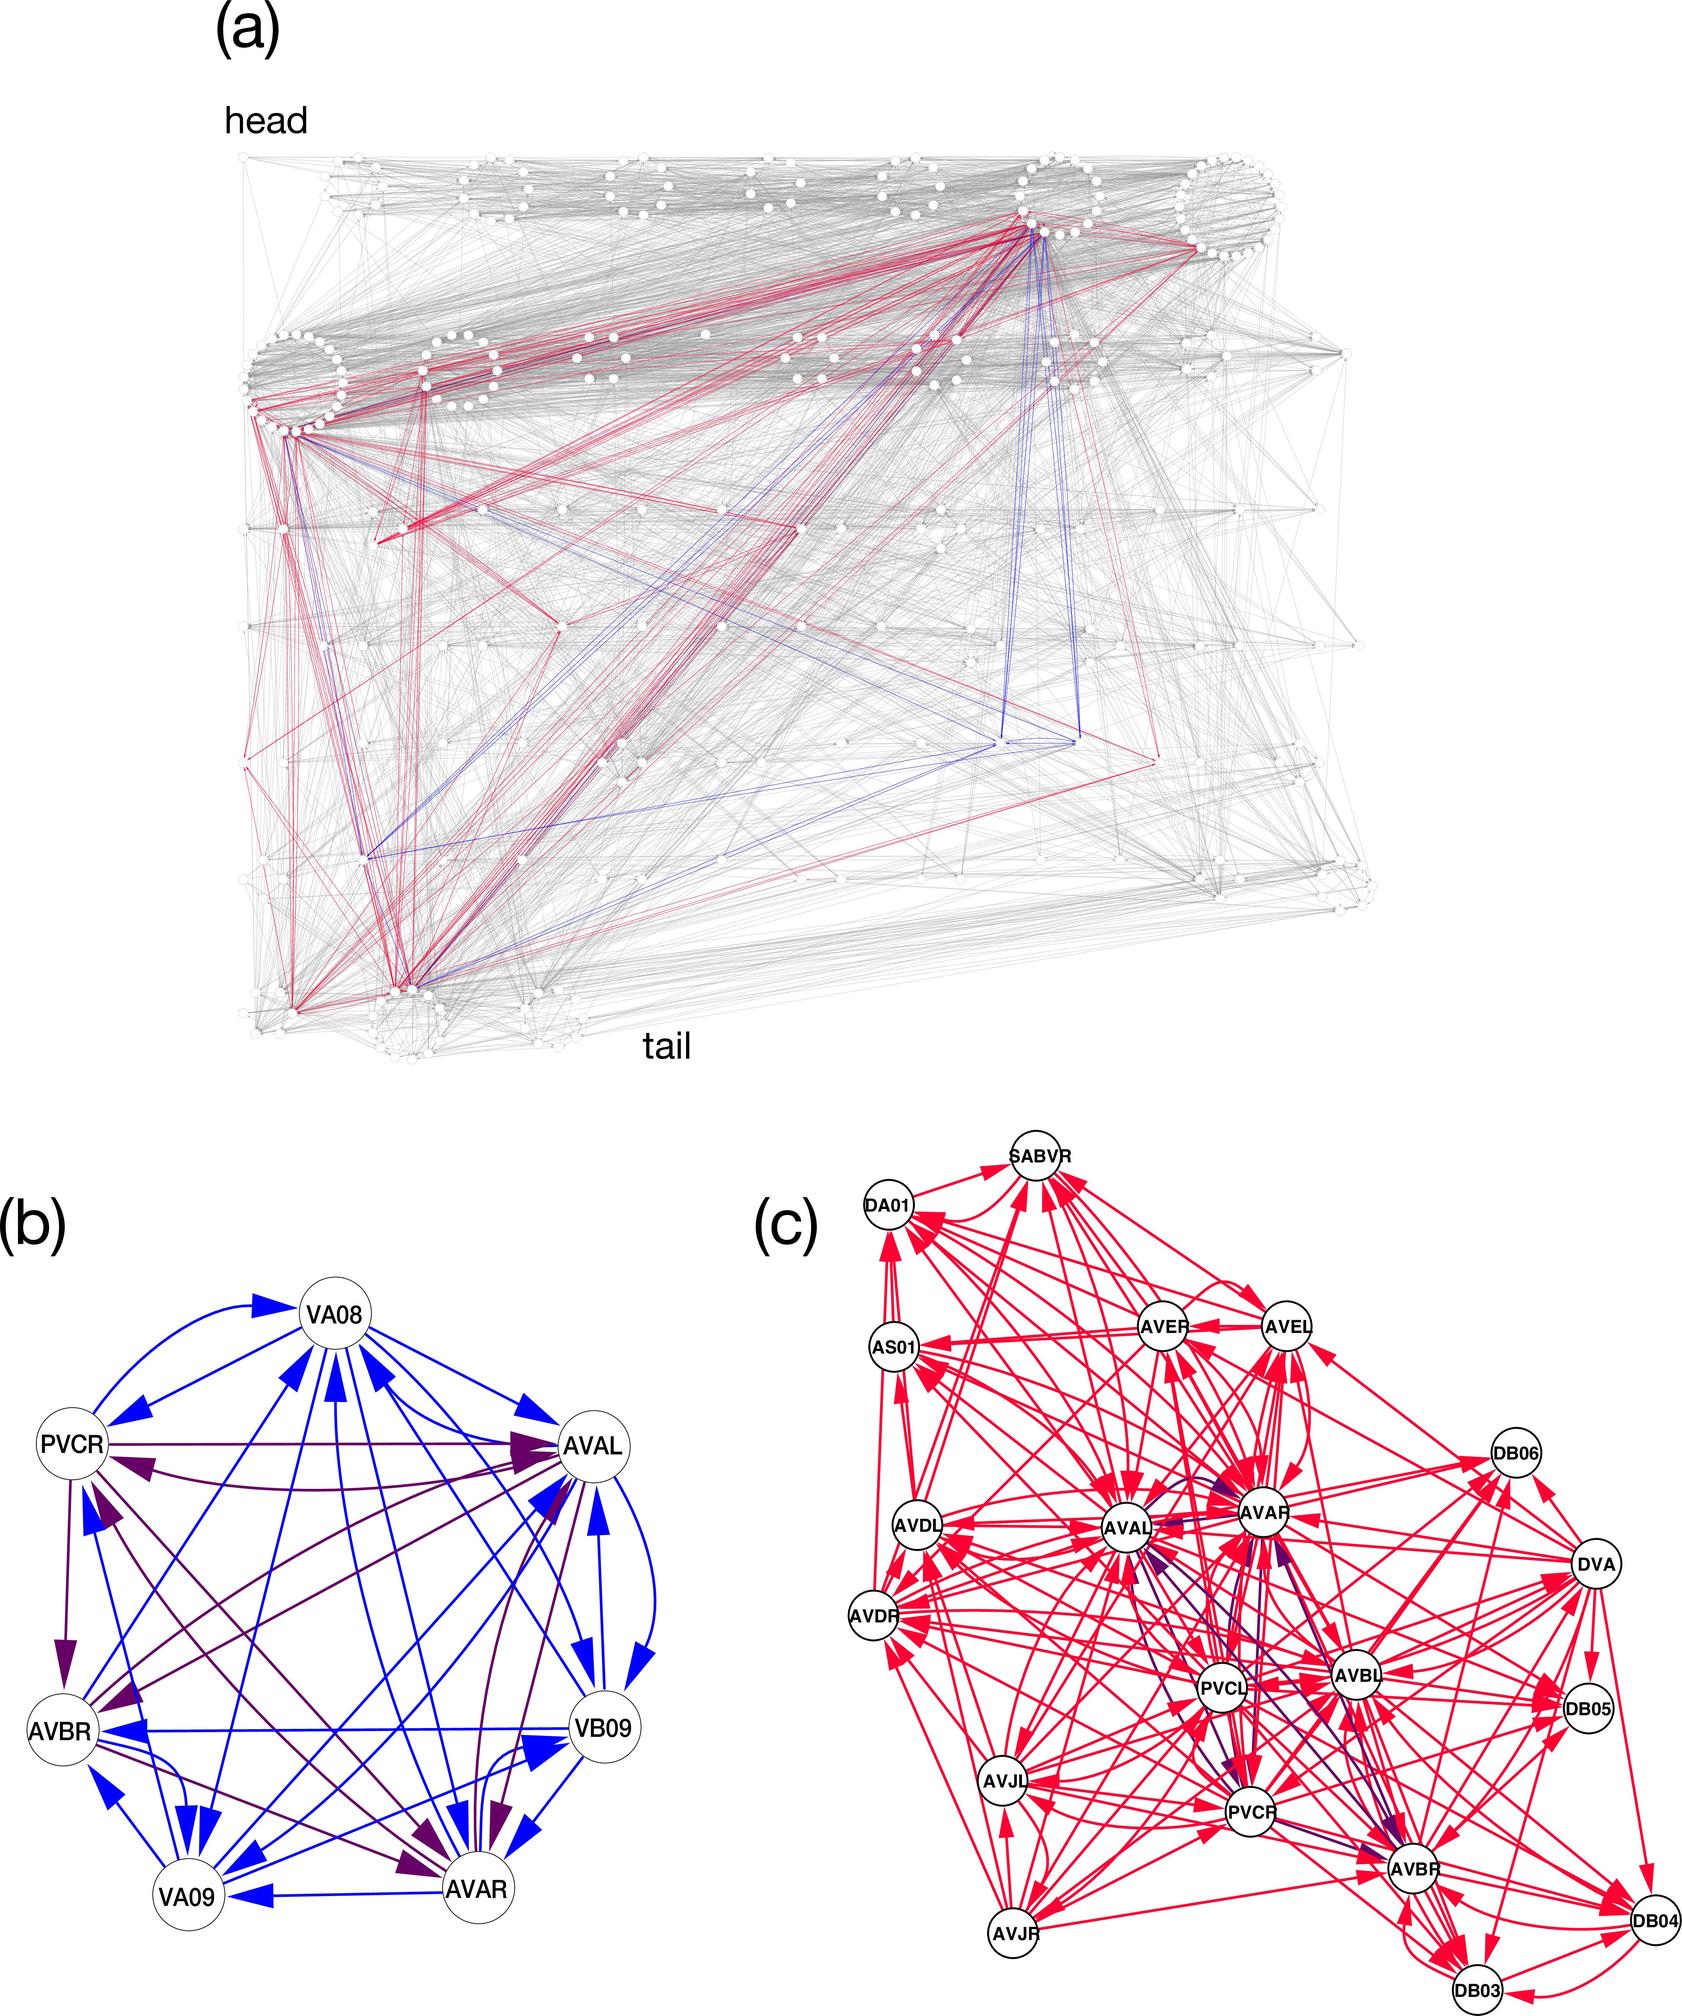 (a)
head
tail
(b)
VA08
PVCR
AVAL
AVBR
VB09
VA09
AVAR
(c)
SABVR
DA01
AVER
AVEL
AS01
DB06
AVAR
AVDL
AVAL
DVA
AVDR
AVBL
PVCL
DB05
AVJL
PVCR
AVBR
DB04
AVJR
DB03